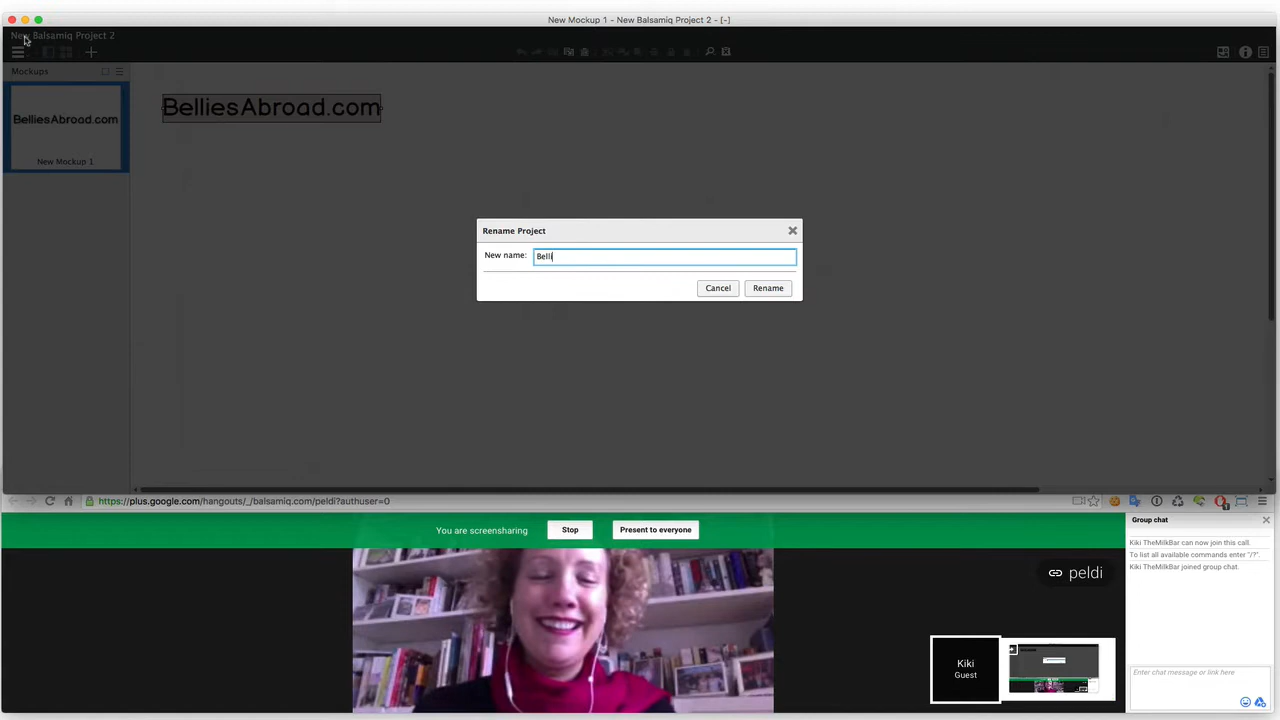 New Mockup 1 - New Balsamiq Project 2 - [-]
New Balsamiq Project 2
Mockups
BelliesAbroad.com
New Mockup 1
BelliesAbroad.com
Rename Project
New name:
Belli
Cancel
Rename
https://plus.google.com/hangouts/_/balsamiq.com/peldi?authuser=0
You are screensharing
Stop
Present to everyone
peldi
Kiki
Guest
Group chat
Kiki TheMilkBar can now join this call.
To list all available commands enter "/?".
Kiki TheMilkBar joined group chat.
Enter chat message or link here